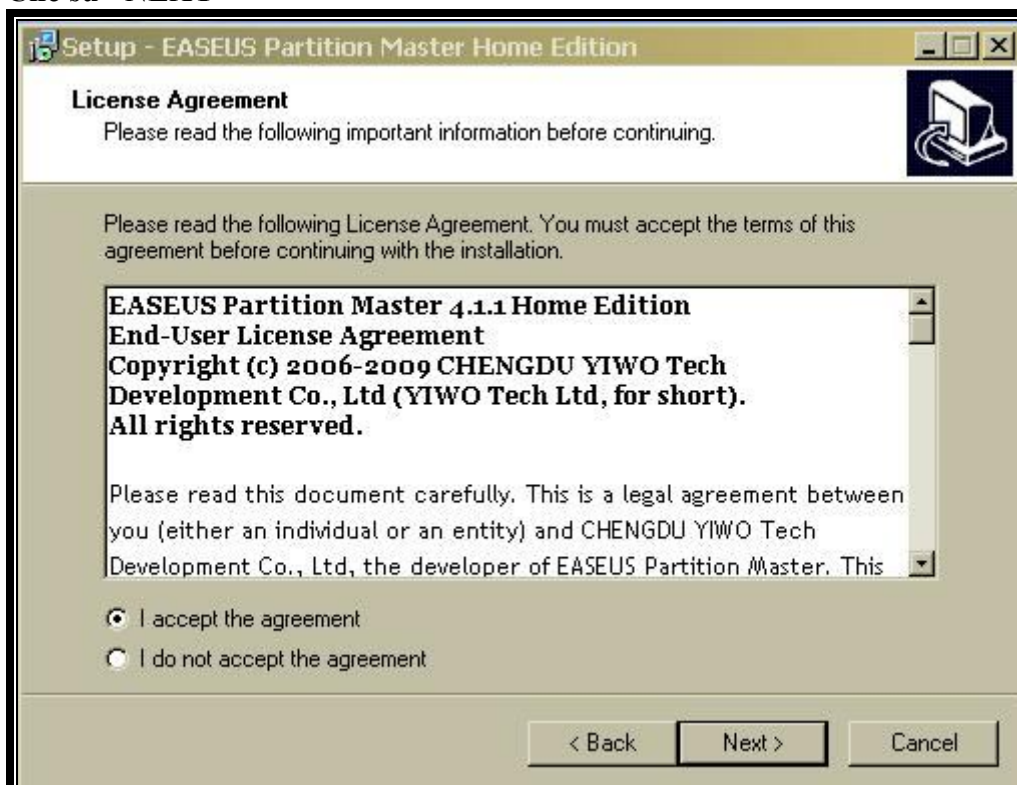 NEXT
Setup - EASEUS Partition Master Home Edition
License Agreement
Please read the following important information before continuing.
Please read the following License Agreement. You must accept the terms of this
agreement before continuing with the installation.
EASEUS Partition Master 4.1.1 Home Edition
End-User License Agreement
Copyright (c) 2006-2009 CHENGDU YIWO Tech
Development Co., Ltd (YIWO Tech Ltd, for short).
All rights reserved.
Please read this document carefully. This is a legal agreement between
you (either an individual or an entity) and CHENGDU YIWO Tech
Development Co., Ltd, the developer of EASEUS Partition Master. This
I accept the agreement
I do not accept the agreement
< Back Next > Cancel